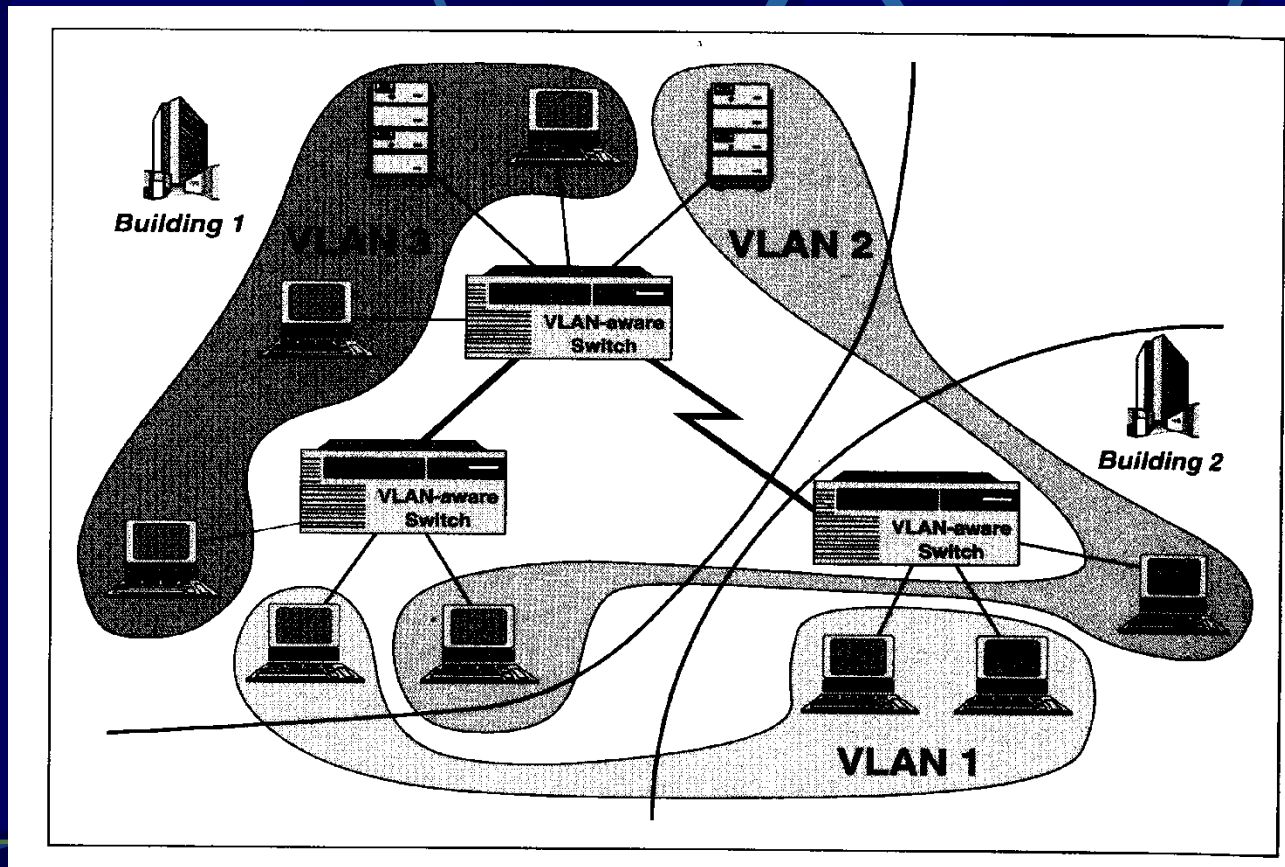 Building 1
VLAN 3
VLAN 2
VLAN-aware
Switch
Building 2
VLAN-aware
Switch
VLAN-aware
Switch
VLAN 1